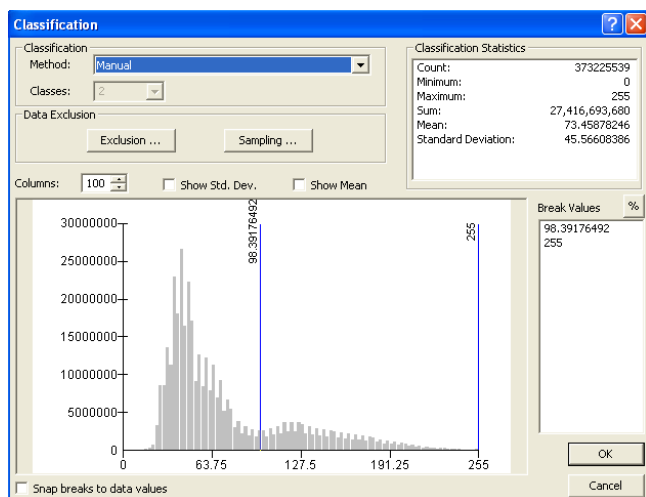 Classification
Classification
Method: Manual
Classes: 2
Data Exclusion
Exclusion ...
Sampling ...
Classification Statistics
Count: 373225539
Minimum: 0
Maximum: 255
Sum: 27,416,693,680
Mean: 73.45878246
Standard Deviation: 45.56608386
Columns: 100
Show Std. Dev.
Show Mean
Break Values %
98.39176492
255
30000000
25000000
20000000
15000000
10000000
5000000
0
98.39176492
255
0 63.75 127.5 191.25 255
Snap breaks to data values
OK
Cancel